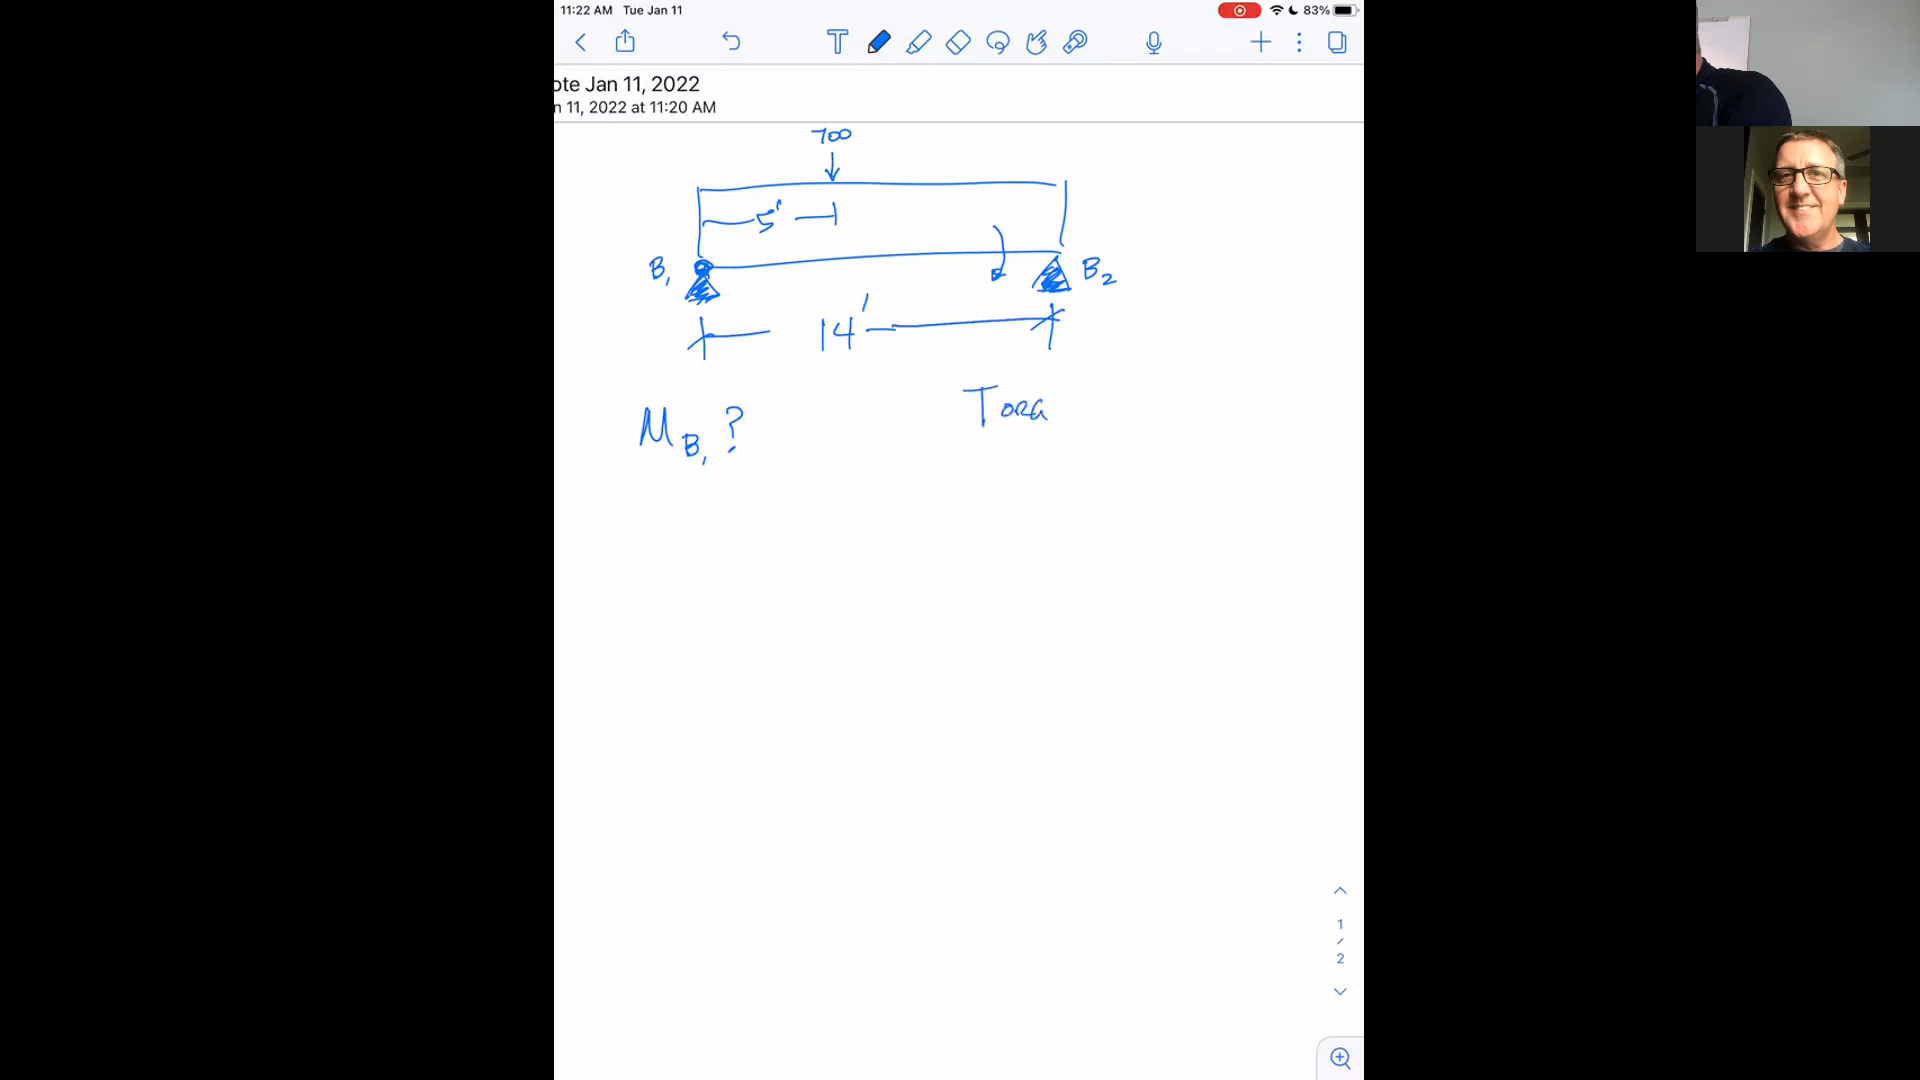 11:22 AM Tue Jan 11
83%
ote Jan 11, 2022
n 11, 2022 at 11:20 AM
700
5'
B1
B2
14'
MB1 ?
Torq
1
/
2